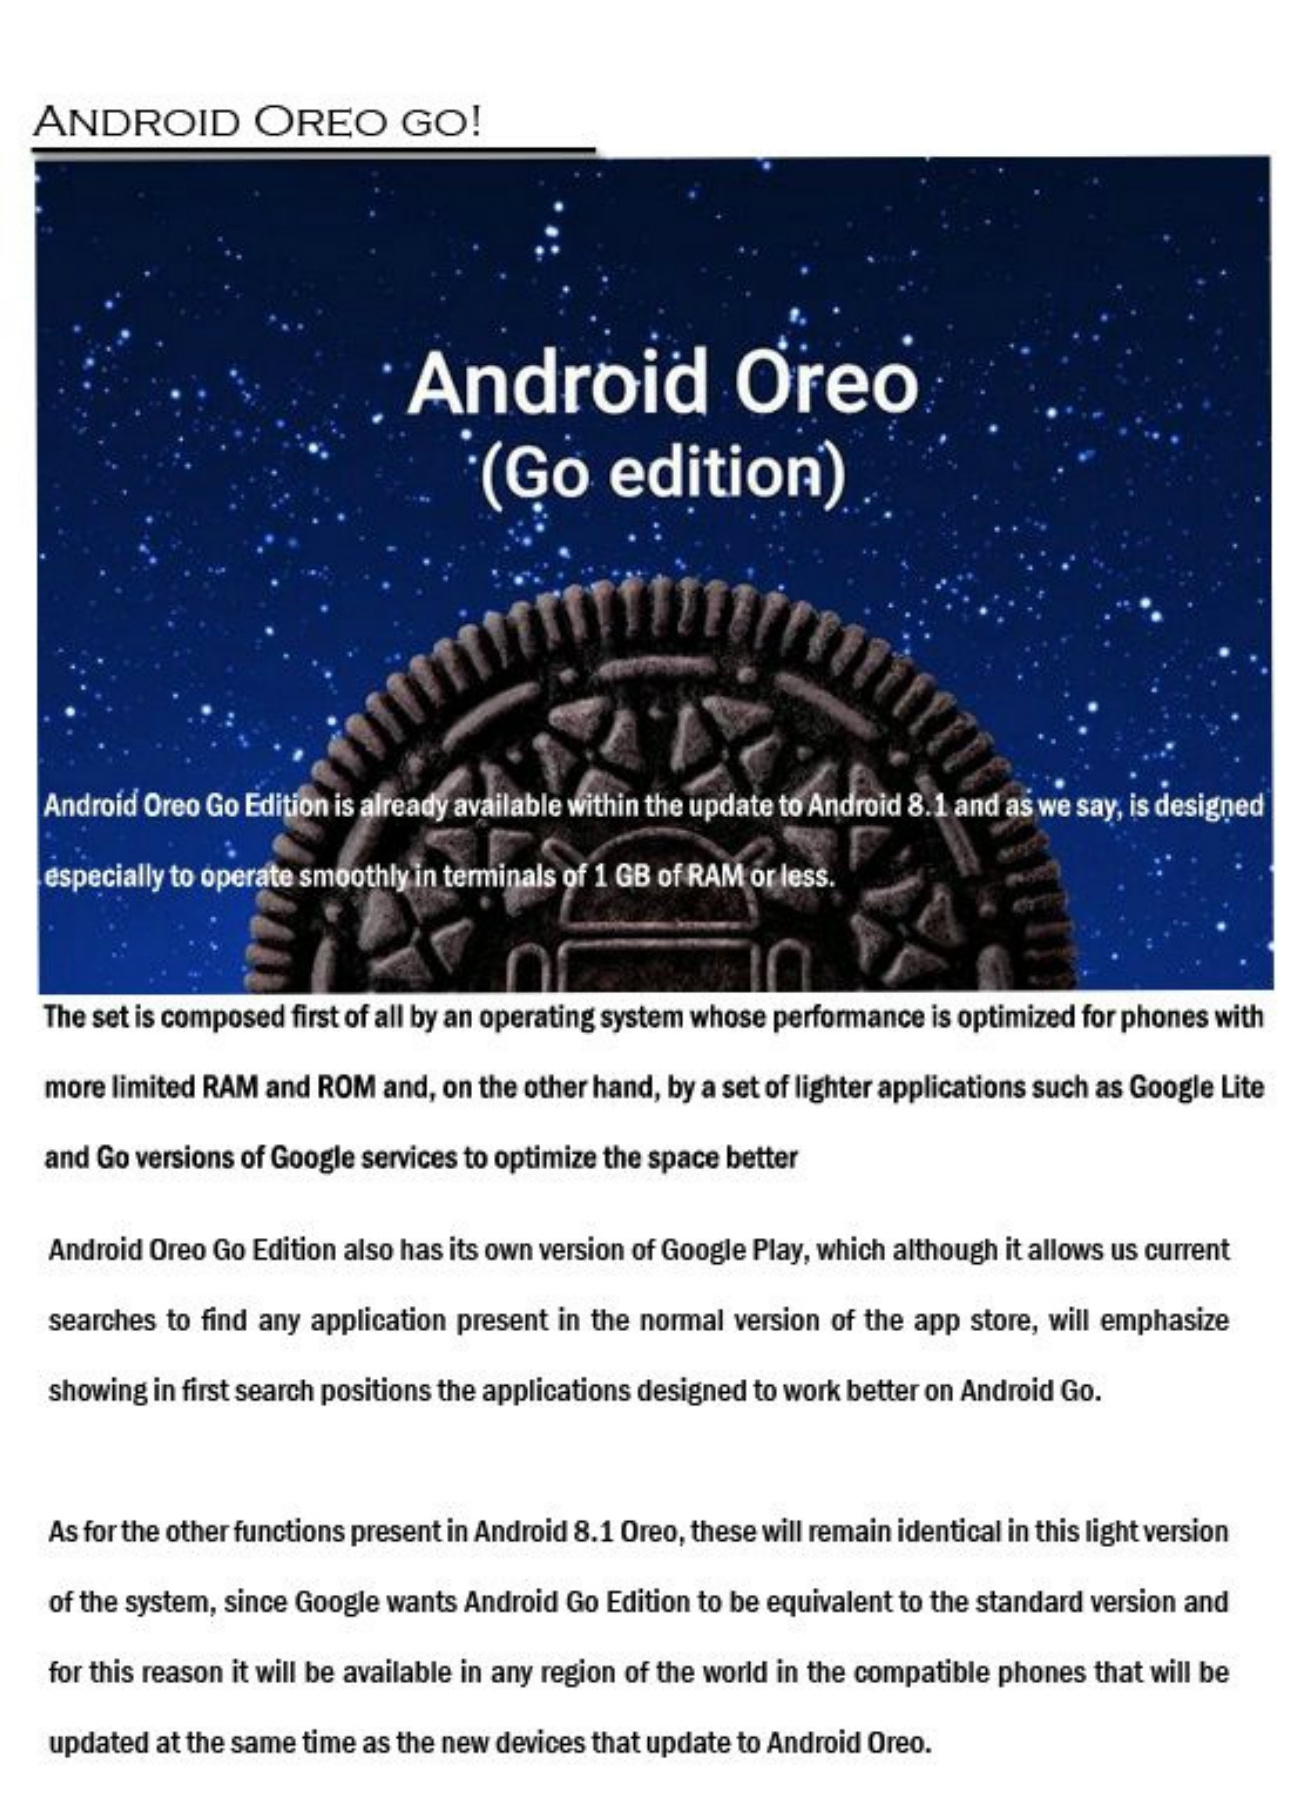 ANDROID OREO GO!
Android Oreo
(Go edition)
Android Oreo Go Edition is already available within the update to Android 8.1 and as we say, is designed
especially to operate smoothly in terminals of 1 GB of RAM or less.
The set is composed first of all by an operating system whose performance is optimized for phones with
more limited RAM and ROM and, on the other hand, by a set of lighter applications such as Google Lite
and Go versions of Google services to optimize the space better
Android Oreo Go Edition also has its own version of Google Play, which although it allows us current
searches to find any application present in the normal version of the app store, will emphasize
showing in first search positions the applications designed to work better on Android Go.
As for the other functions present in Android 8.1 Oreo, these will remain identical in this light version
of the system, since Google wants Android Go Edition to be equivalent to the standard version and
for this reason it will be available in any region of the world in the compatible phones that will be
updated at the same time as the new devices that update to Android Oreo.